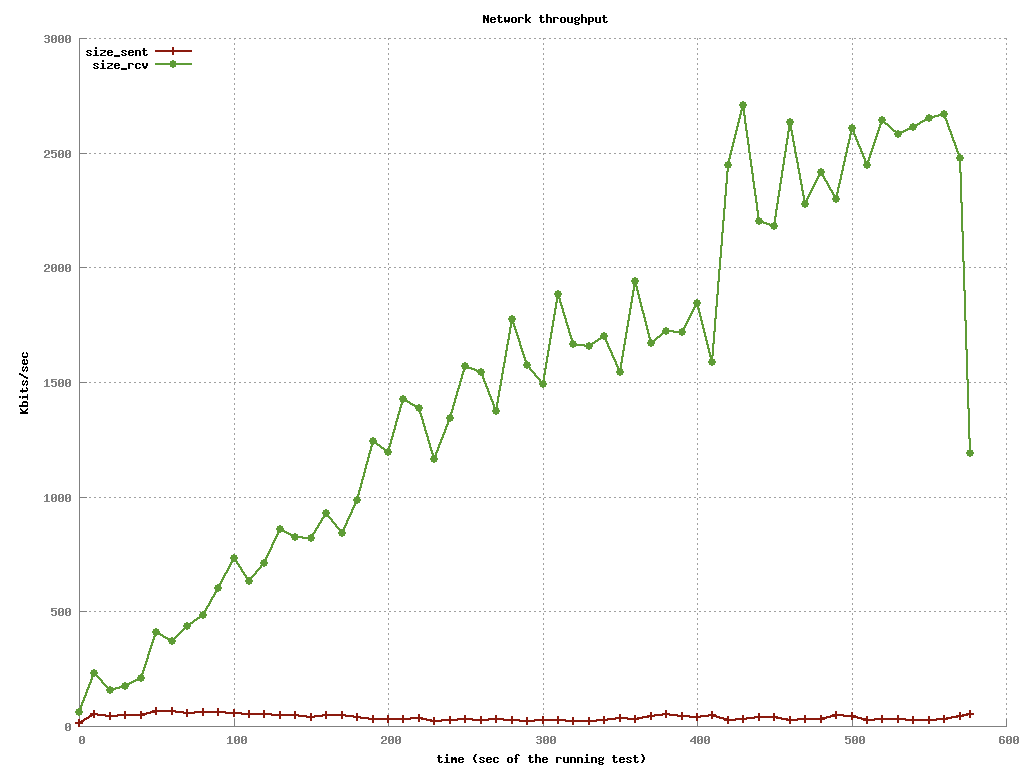 Network throughput
3000
size_sent
size_rcv
2500
2000
1500
Kbits/sec
1000
500
0
0 100 200 300 400 500 600
time (sec of the running test)